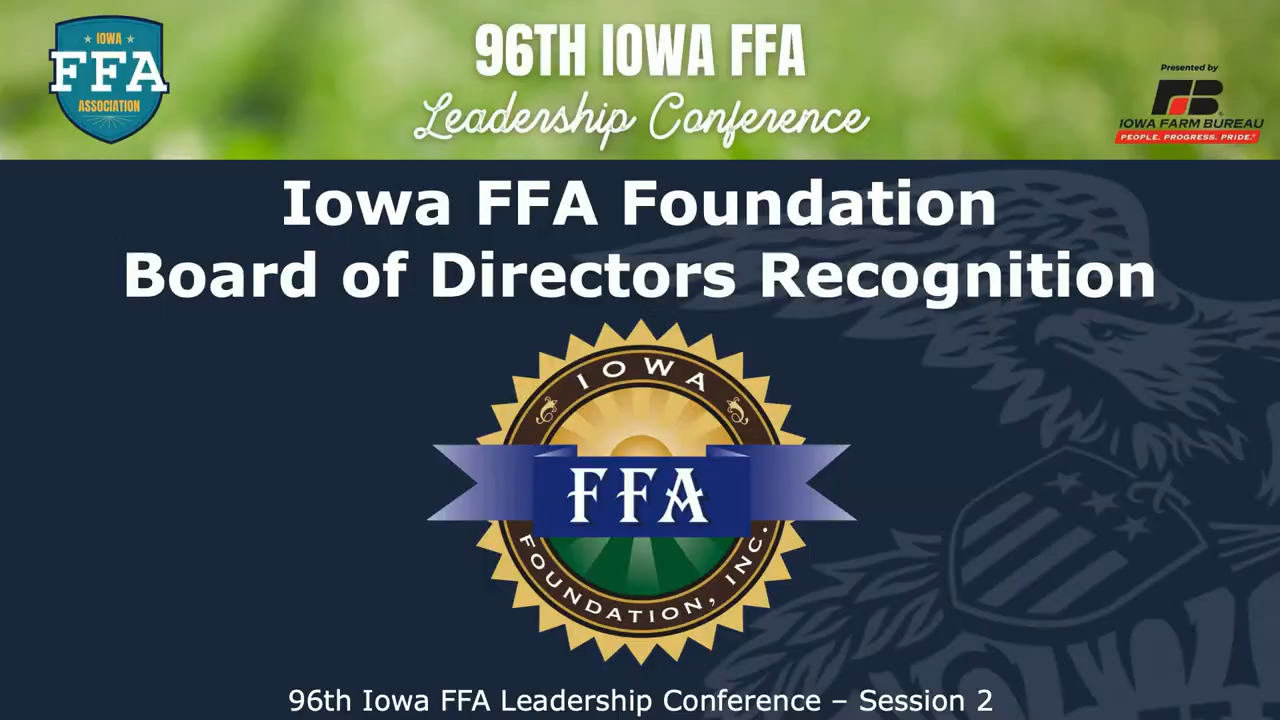 ★ IOWA ★
FFA
ASSOCIATION
96TH IOWA FFA
Leadership Conference
Presented by
FB
IOWA FARM BUREAU
PEOPLE. PROGRESS. PRIDE.®
Iowa FFA Foundation
Board of Directors Recognition
IOWA
FFA
FOUNDATION, INC.
96th Iowa FFA Leadership Conference – Session 2